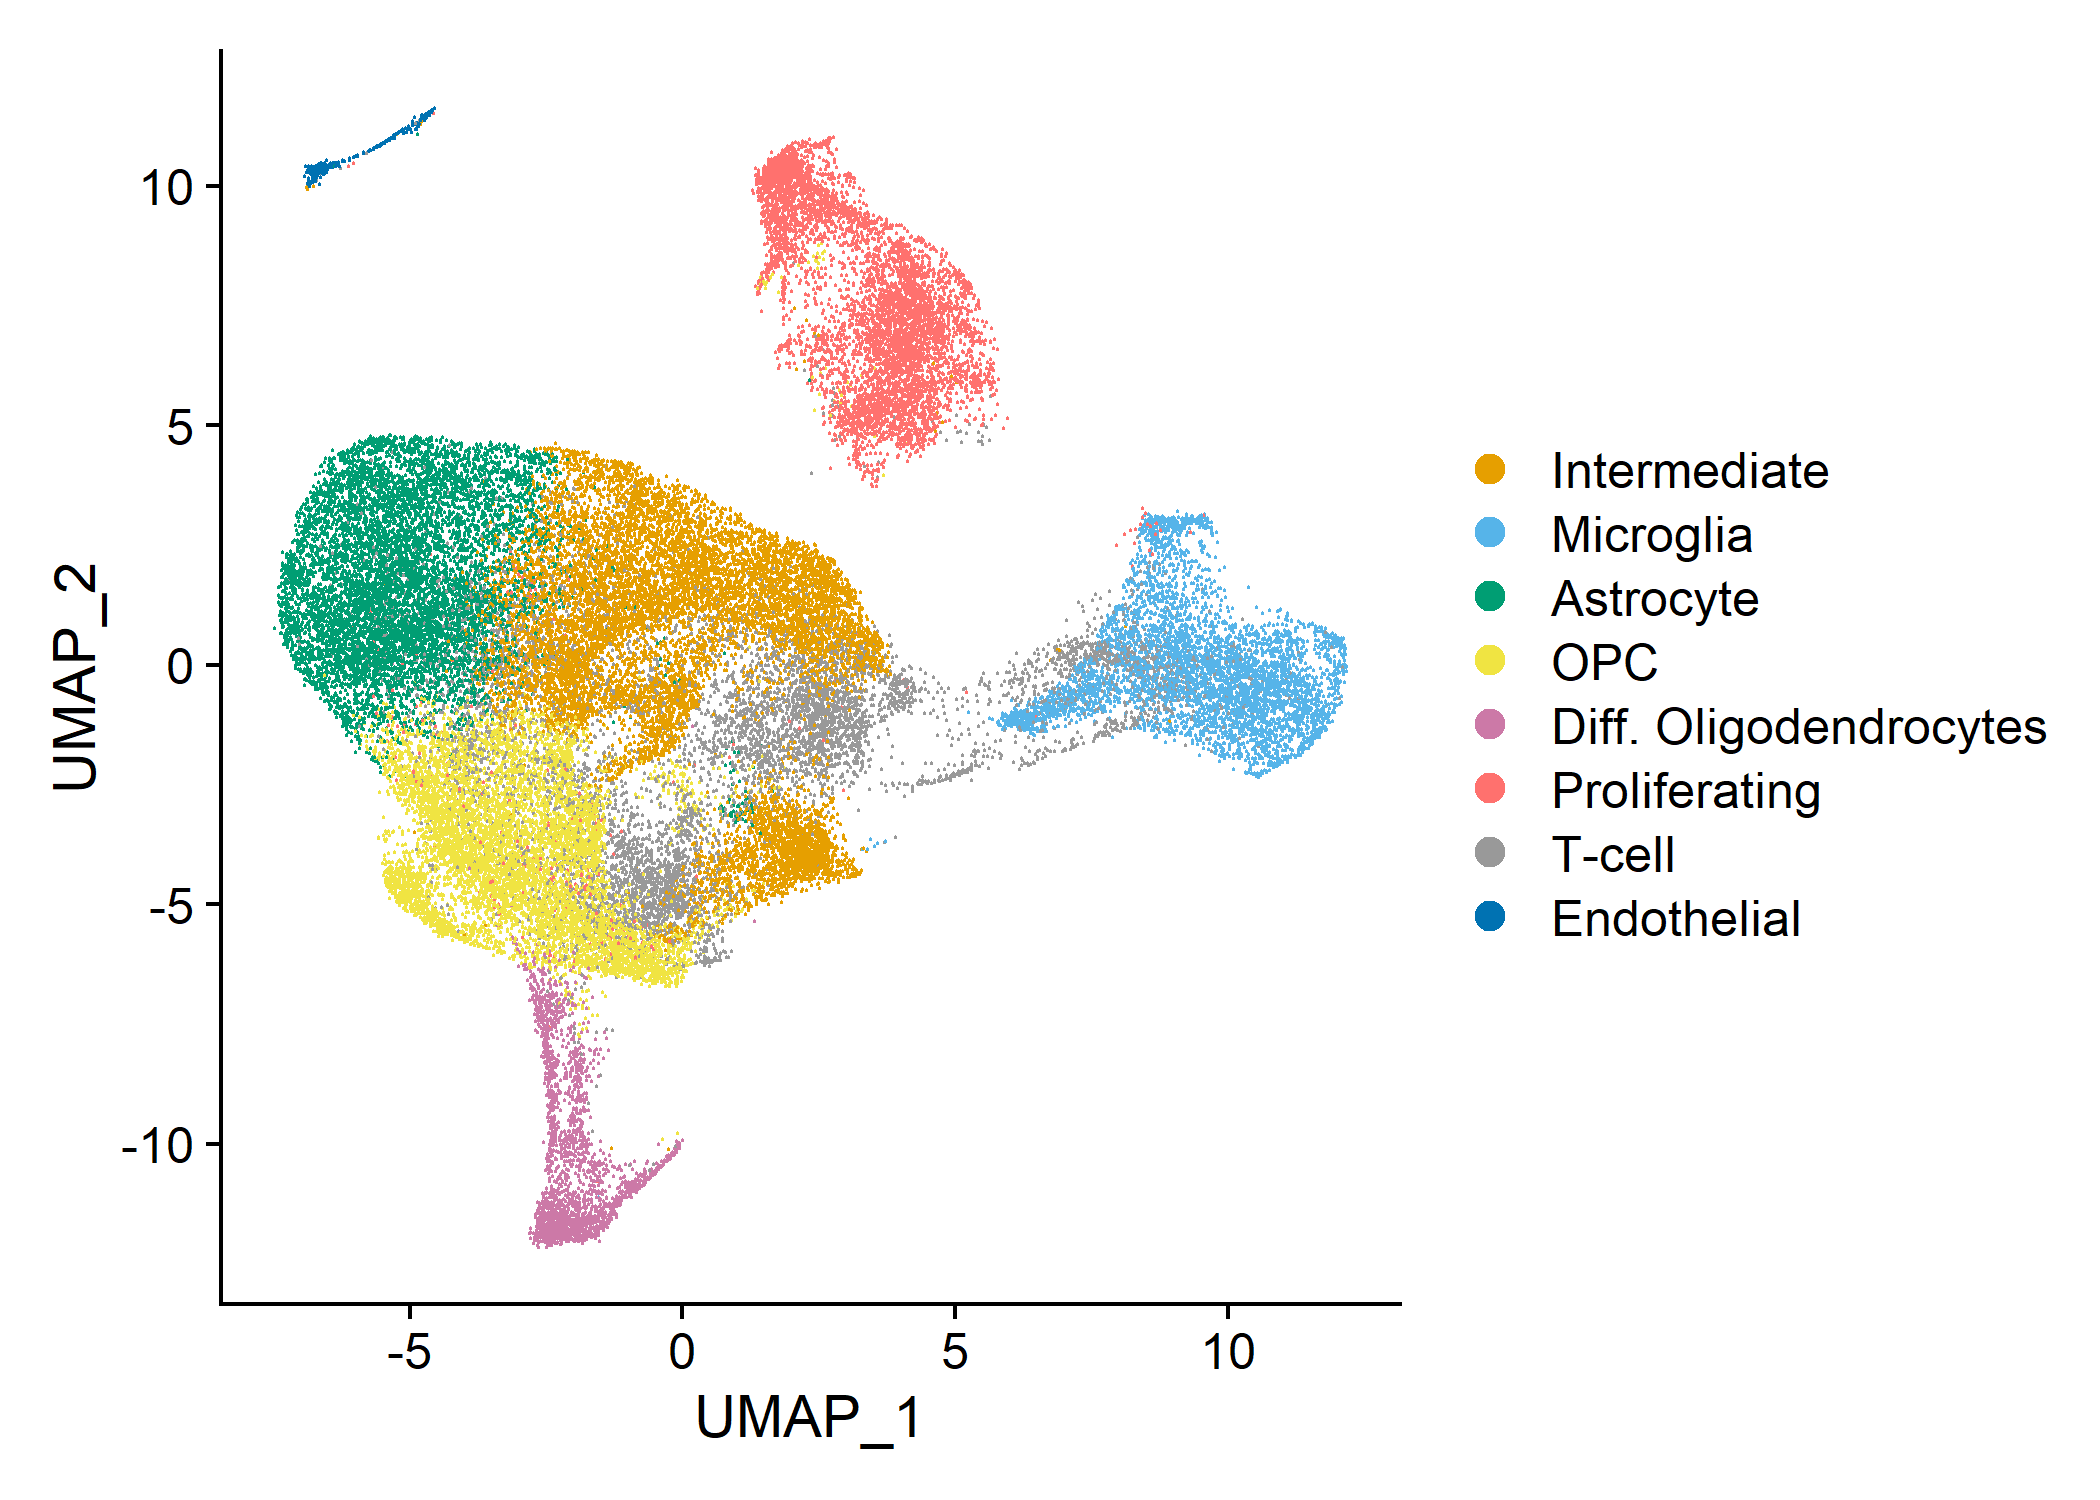 10
5
0
-5
-10
UMAP_2
-5
0
5
10
UMAP_1
Intermediate
Microglia
Astrocyte
OPC
Diff. Oligodendrocytes
Proliferating
T-cell
Endothelial